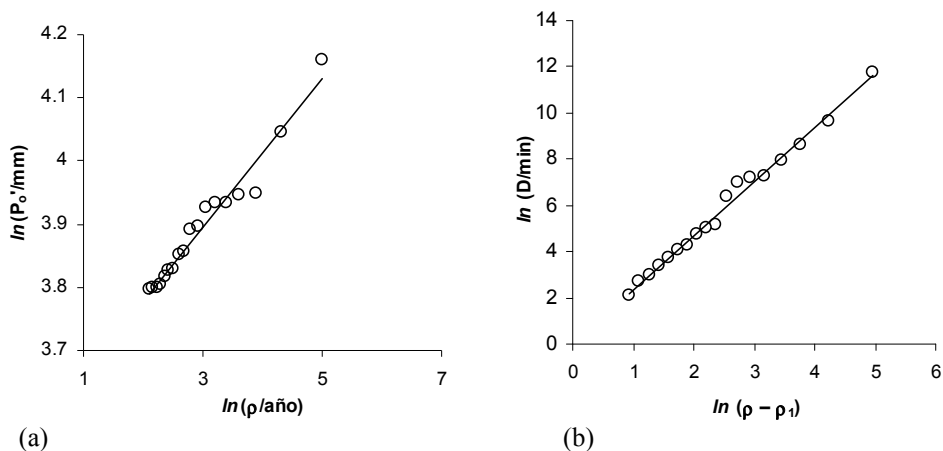 4.2
4.1
4
3.9
3.8
3.7
1 3 5 7
ln(Po'/mm)
ln(ρ/año)
(a)
14
12
10
8
6
4
2
0
0 1 2 3 4 5 6
ln (D/min)
ln (ρ – ρ1)
(b)